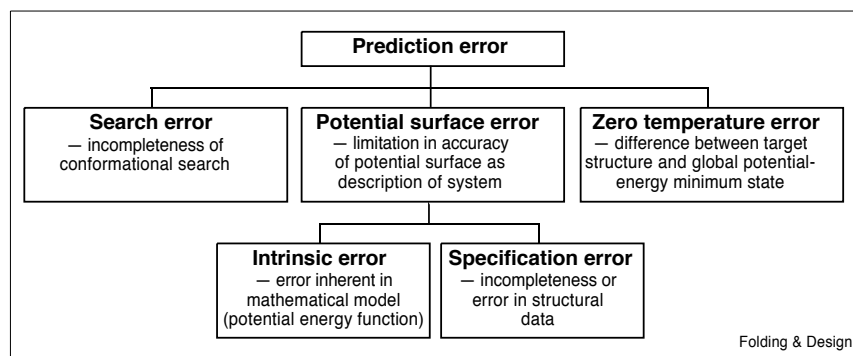 Prediction error
Search error
— incompleteness of
conformational search
Potential surface error
— limitation in accuracy
of potential surface as
description of system
Zero temperature error
— difference between target
structure and global potential-
energy minimum state
Intrinsic error
— error inherent in
mathematical model
(potential energy function)
Specification error
— incompleteness or
error in structural
data
Folding & Design